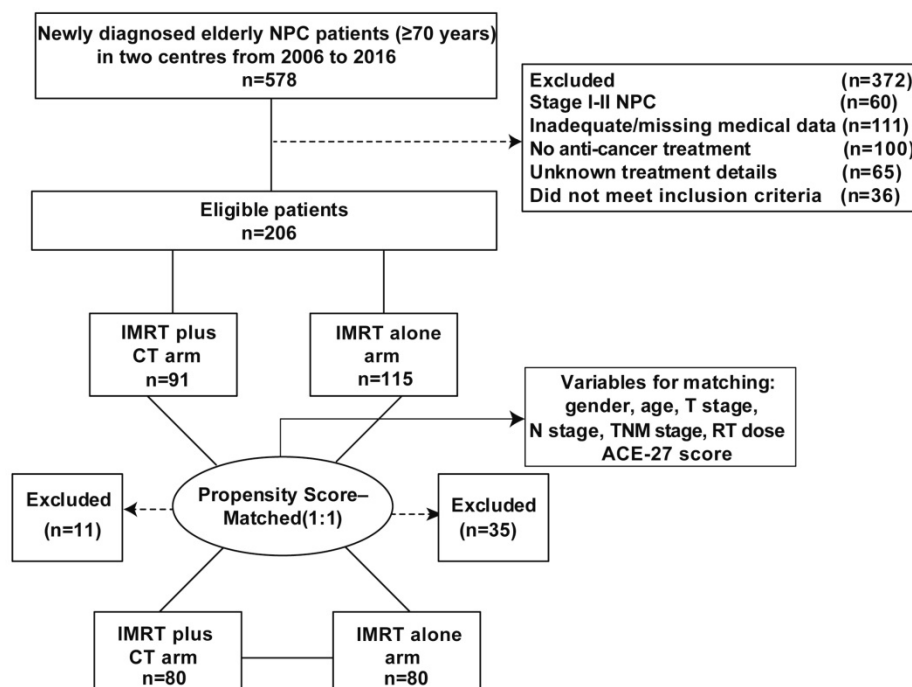 Newly diagnosed elderly NPC patients (≥70 years)
in two centres from 2006 to 2016
n=578
Excluded (n=372)
Stage I-II NPC (n=60)
Inadequate/missing medical data (n=111)
No anti-cancer treatment (n=100)
Unknown treatment details (n=65)
Did not meet inclusion criteria (n=36)
Eligible patients
n=206
IMRT plus
CT arm
n=91
IMRT alone
arm
n=115
Variables for matching:
gender, age, T stage,
N stage, TNM stage, RT dose
ACE-27 score
Propensity Score–
Matched(1:1)
Excluded
(n=11)
Excluded
(n=35)
IMRT plus
CT arm
n=80
IMRT alone
arm
n=80